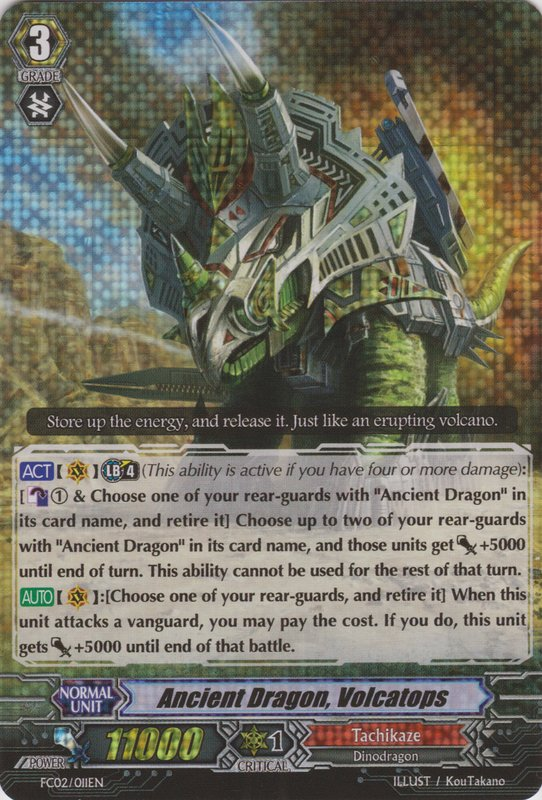 3
GRADE
Store up the energy, and release it. Just like an erupting volcano.
ACT【 】LB 4 (This ability is active if you have four or more damage):
[ ① & Choose one of your rear-guards with "Ancient Dragon" in
its card name, and retire it] Choose up to two of your rear-guards
with "Ancient Dragon" in its card name, and those units get +5000
until end of turn. This ability cannot be used for the rest of that turn.
AUTO【 】:[Choose one of your rear-guards, and retire it] When this
unit attacks a vanguard, you may pay the cost. If you do, this unit
gets +5000 until end of that battle.
NORMAL
UNIT
Ancient Dragon, Volcatops
POWER
11000
1
CRITICAL
Tachikaze
Dinodragon
FC02/011EN
ILLUST / KouTakano